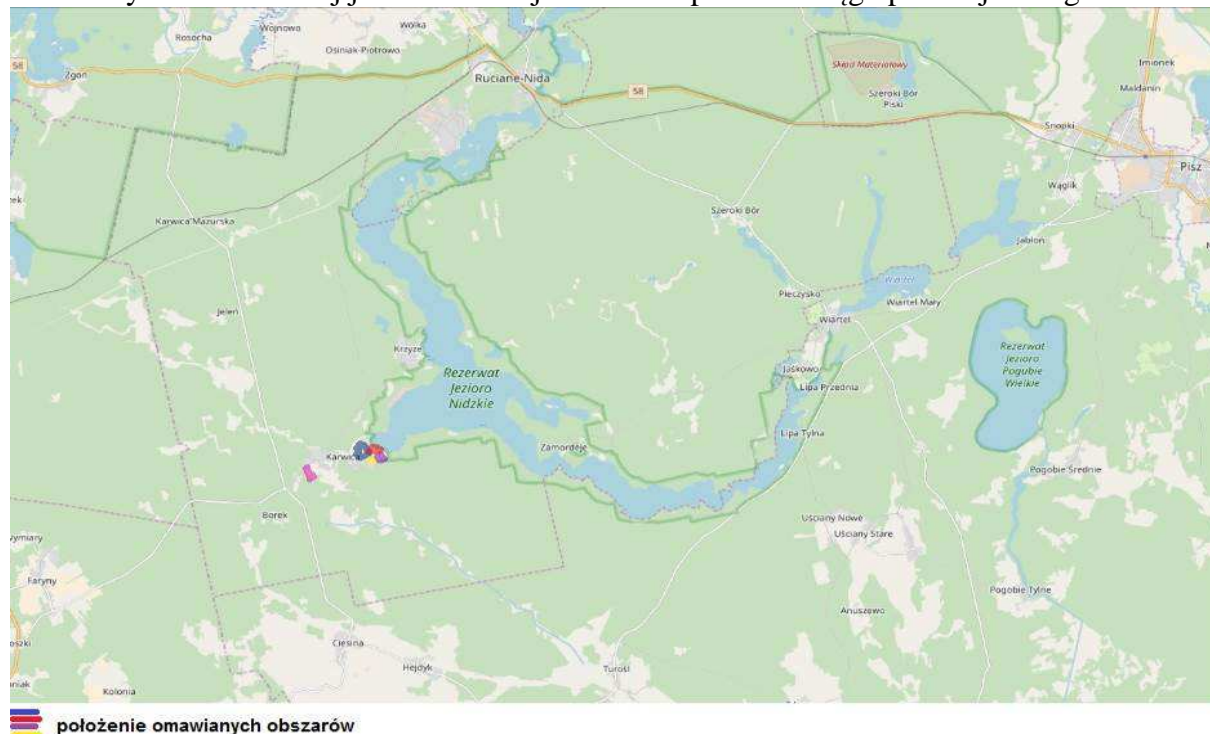 Rosocha
Wojnowo
Wólka
Osiniak-Piotrowo
58
Zgon
Ruciane-Nida
58
Skład Materiałowy
Szeroki Bór
Piski
Imionek
Maldanin
Snopki
Pisz
Wąglik
Karwica Mazurska
Szeroki Bór
Jabłoń
Jeleń
Pieczysko
Wiartel
Wiartel Mały
Wiartel
Krzyże
Rezerwat
Jezioro
Nidzkie
Rezerwat
Jezioro
Pogubie
Wielkie
Jaśkowo
Lipa Przednia
Karwica
Zamordeje
Lipa Tylna
Pogobie Średnie
Borek
Uściany Nowe
Uściany Stare
Faryny
Pogobie Tylne
Anuszewo
Ciesina
Hejdyk
Turośl
Kolonia
położenie omawianych obszarów